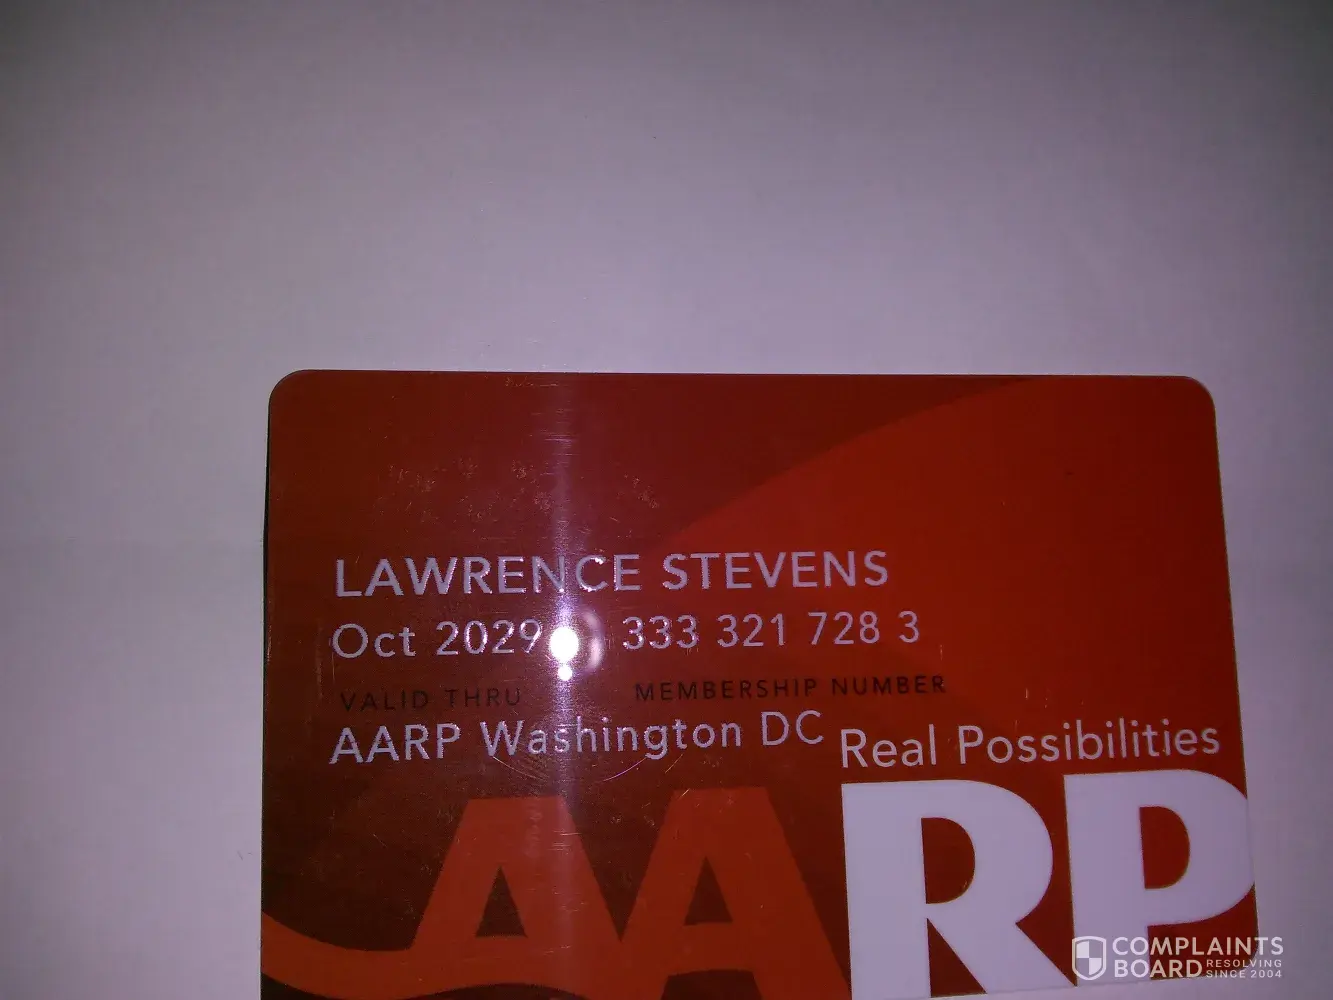 LAWRENCE STEVENS
Oct 2029 333 321 728 3
VALID THRU MEMBERSHIP NUMBER
AARP Washington DC
Real Possibilities
AARP
COMPLAINTS
BOARD RESOLVING
SINCE 2004